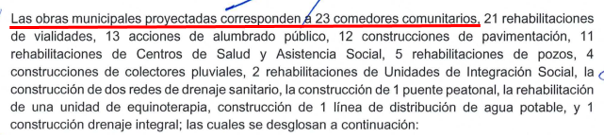 Las obras municipales proyectadas corresponden a 23 comedores comunitarios, 21 rehabilitaciones
de vialidades, 13 acciones de alumbrado público, 12 construcciones de pavimentación, 11
rehabilitaciones de Centros de Salud y Asistencia Social, 5 rehabilitaciones de pozos, 4
construcciones de colectores pluviales, 2 rehabilitaciones de Unidades de Integración Social, la
construcción de dos redes de drenaje sanitario, la construcción de 1 puente peatonal, la rehabilitación
de una unidad de equinoterapia, construcción de 1 línea de distribución de agua potable, y 1
construcción drenaje integral; las cuales se desglosan a continuación: